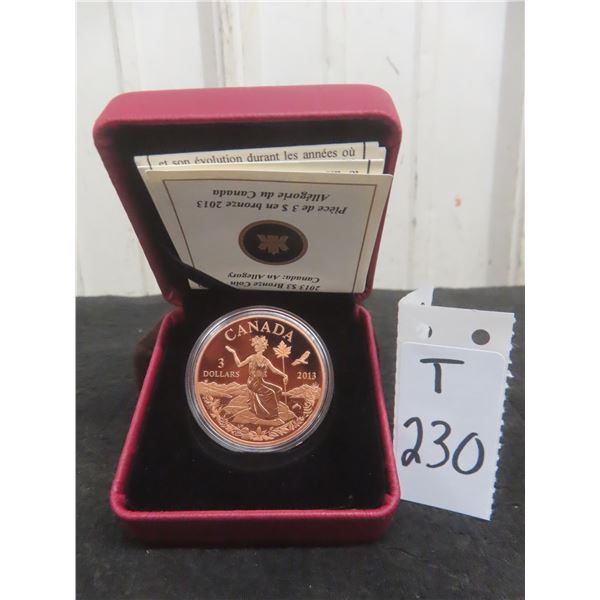 et son évolution durant les années où
Pièce de 3 $ en bronze 2013
Allégorie du Canada
2013 $3 Bronze Coin
Canada: An Allegory
CANADA
3
DOLLARS
2013
T
230